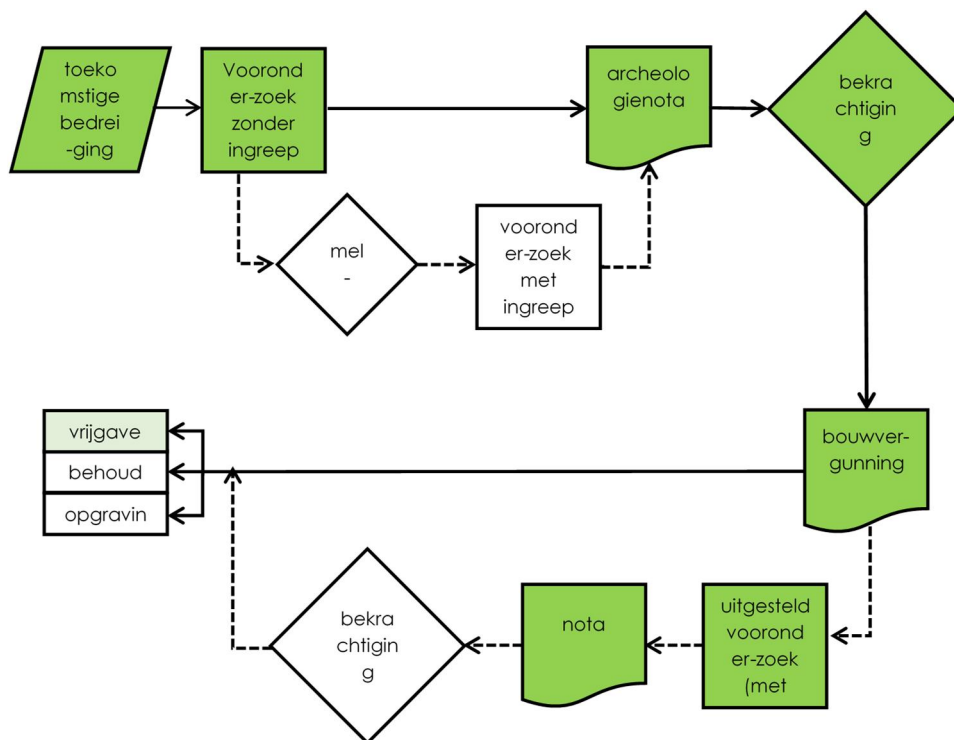 toeko
mstige
bedrei
-ging
Voorond
er-zoek
zonder
ingreep
archeolo
gienota
bekra
chtigin
g
mel
-
voorond
er-zoek
met
ingreep
vrijgave
behoud
opgravin
bouwver-
gunning
bekra
chtigin
g
nota
uitgesteld
voorond
er-zoek
(met